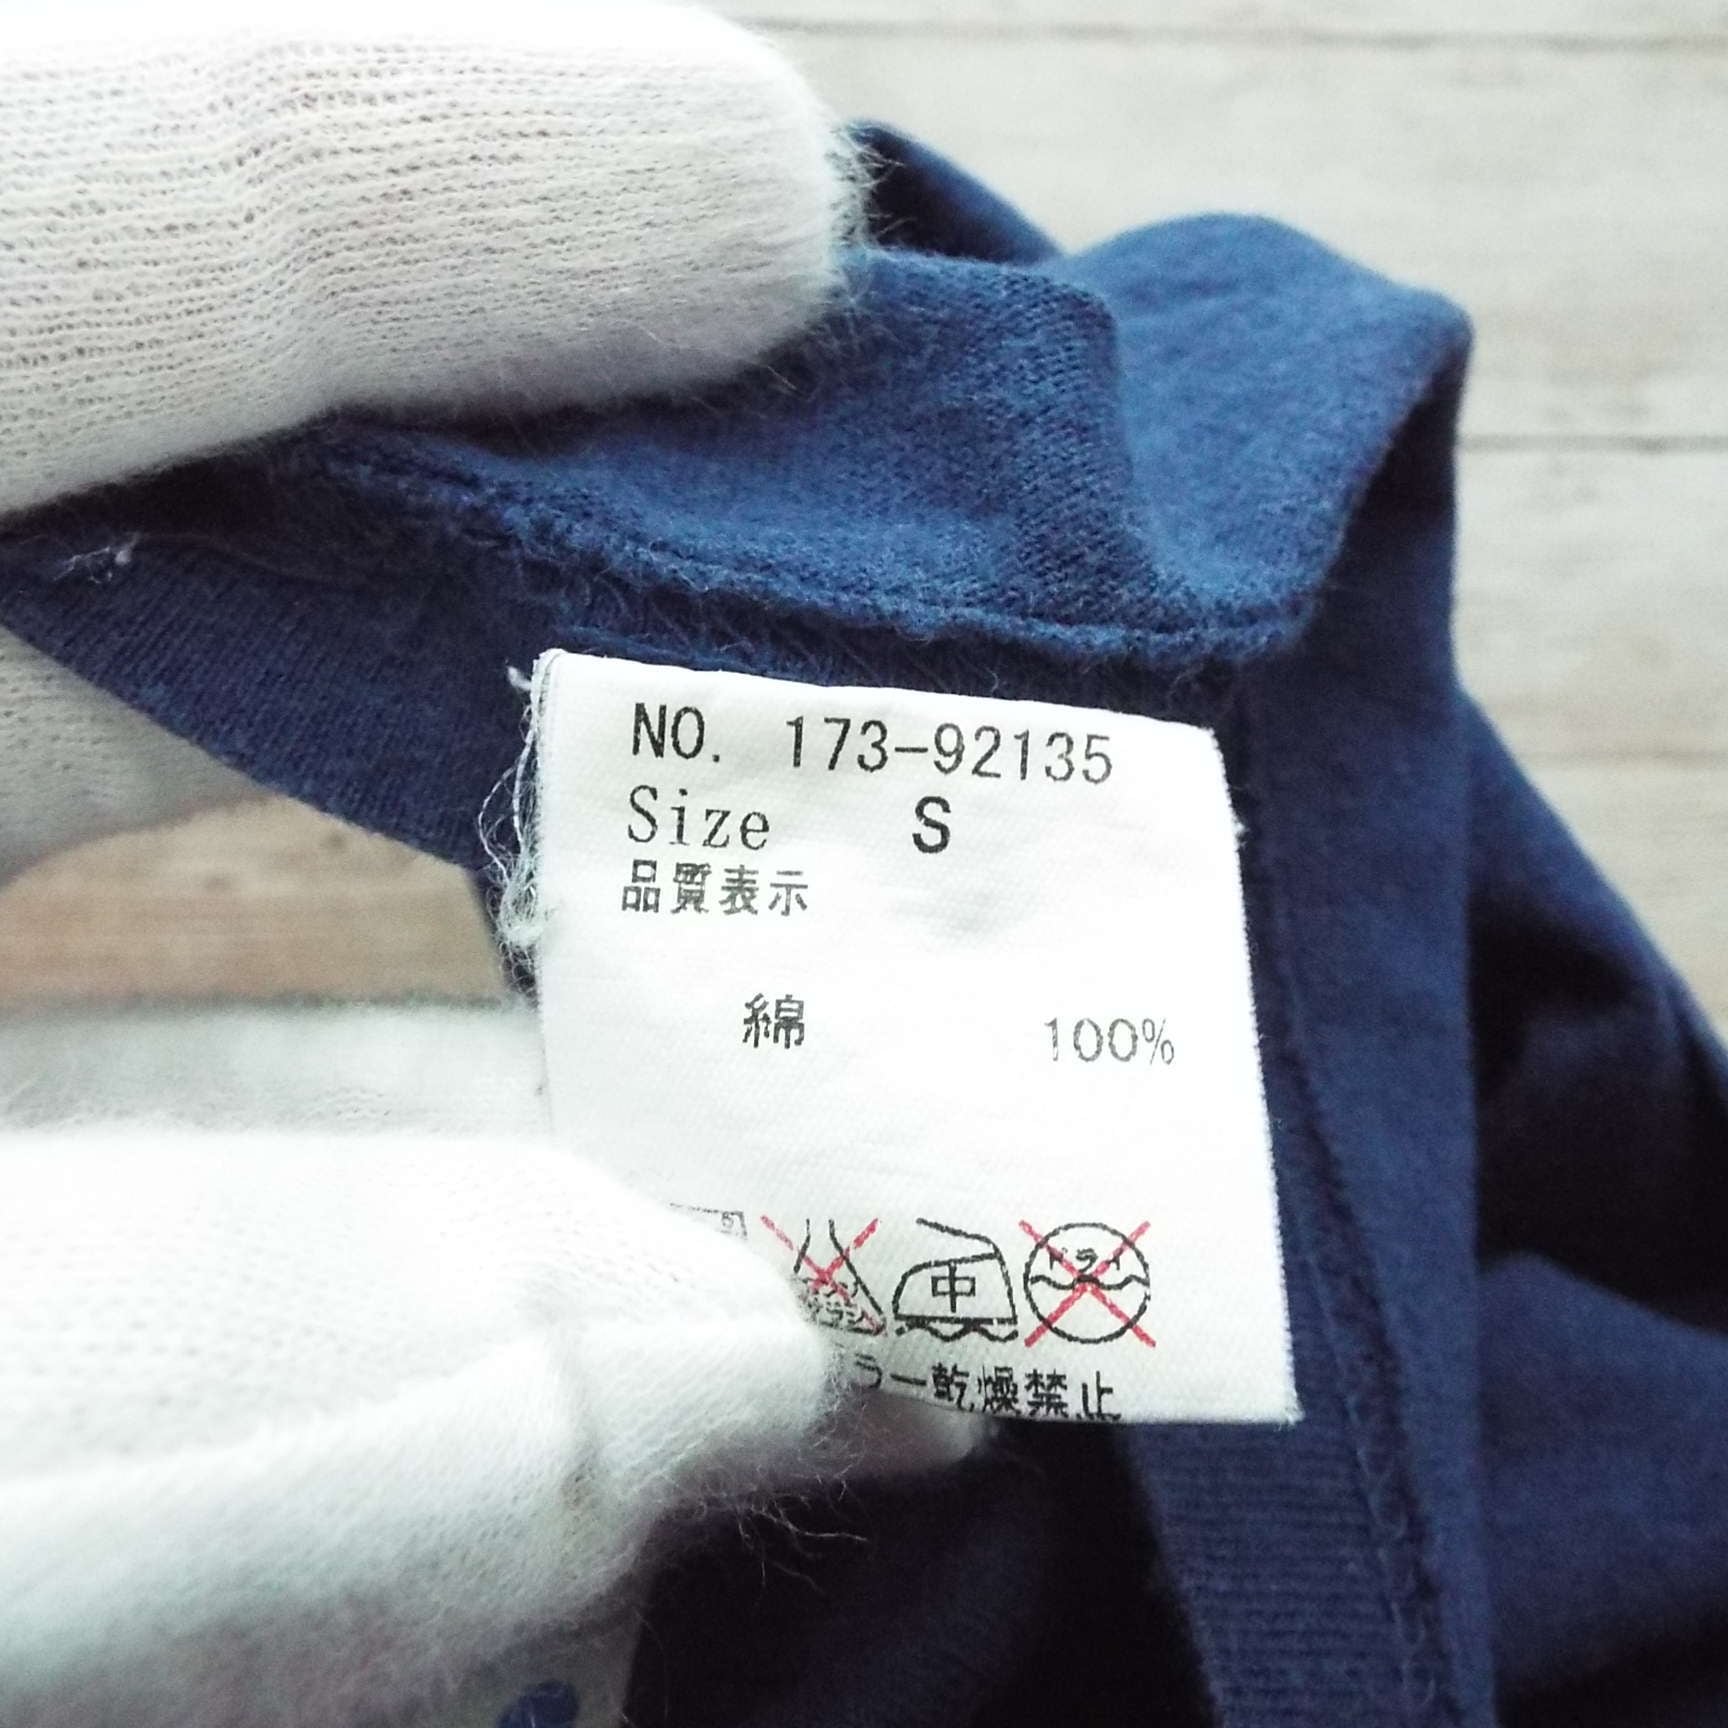 NO. 173-92135
Size S
品質表示
綿 100%
中 ドライ
ラー乾燥禁止